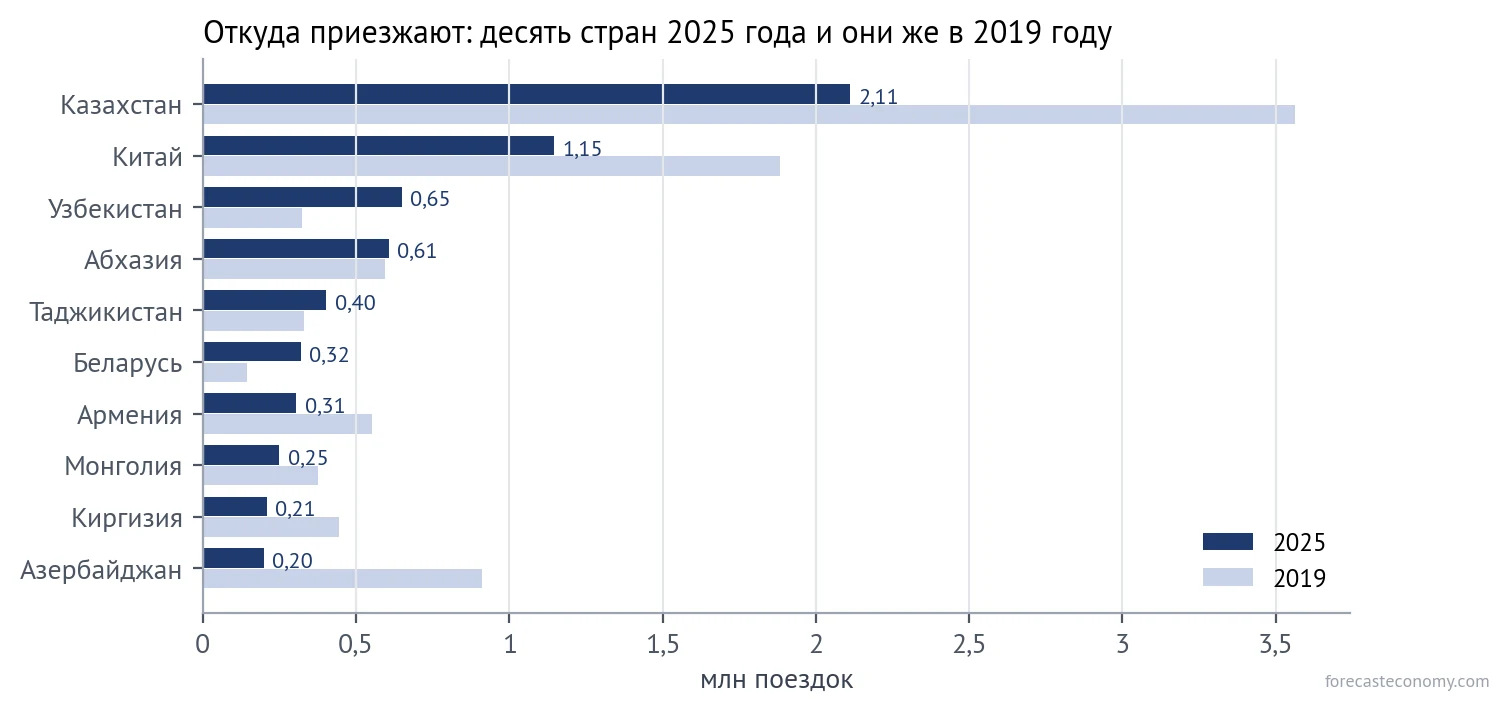 Откуда приезжают: десять стран 2025 года и они же в 2019 году
Казахстан
2,11
Китай
1,15
Узбекистан
0,65
Абхазия
0,61
Таджикистан
0,40
Беларусь
0,32
Армения
0,31
Монголия
0,25
Киргизия
0,21
Азербайджан
0,20
2025
2019
0 0,5 1 1,5 2 2,5 3 3,5
млн поездок
forecasteconomy.com